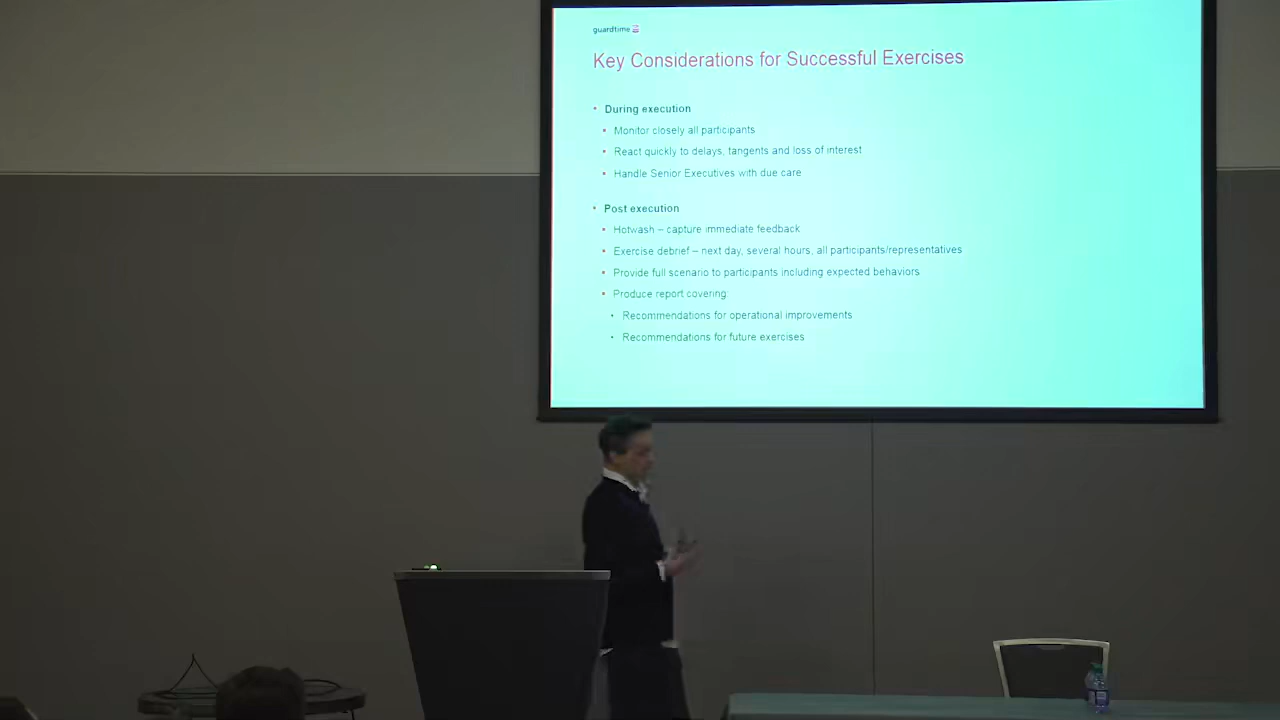 guardtime
Key Considerations for Successful Exercises
• During execution
• Monitor closely all participants
• React quickly to delays, tangents and loss of interest
• Handle Senior Executives with due care
• Post execution
• Hotwash – capture immediate feedback
• Exercise debrief – next day, several hours, all participants/representatives
• Provide full scenario to participants including expected behaviors
• Produce report covering:
• Recommendations for operational improvements
• Recommendations for future exercises